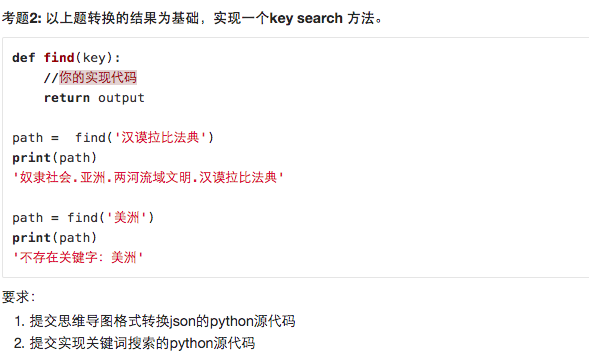 考题2: 以上题转换的结果为基础，实现一个key search 方法。
def find(key):
    //你的实现代码
    return output
path =  find('汉谟拉比法典')
print(path)
'奴隶社会.亚洲.两河流域文明.汉谟拉比法典'
path = find('美洲')
print(path)
'不存在关键字: 美洲'
要求：
1. 提交思维导图格式转换json的python源代码
2. 提交实现关键词搜索的python源代码